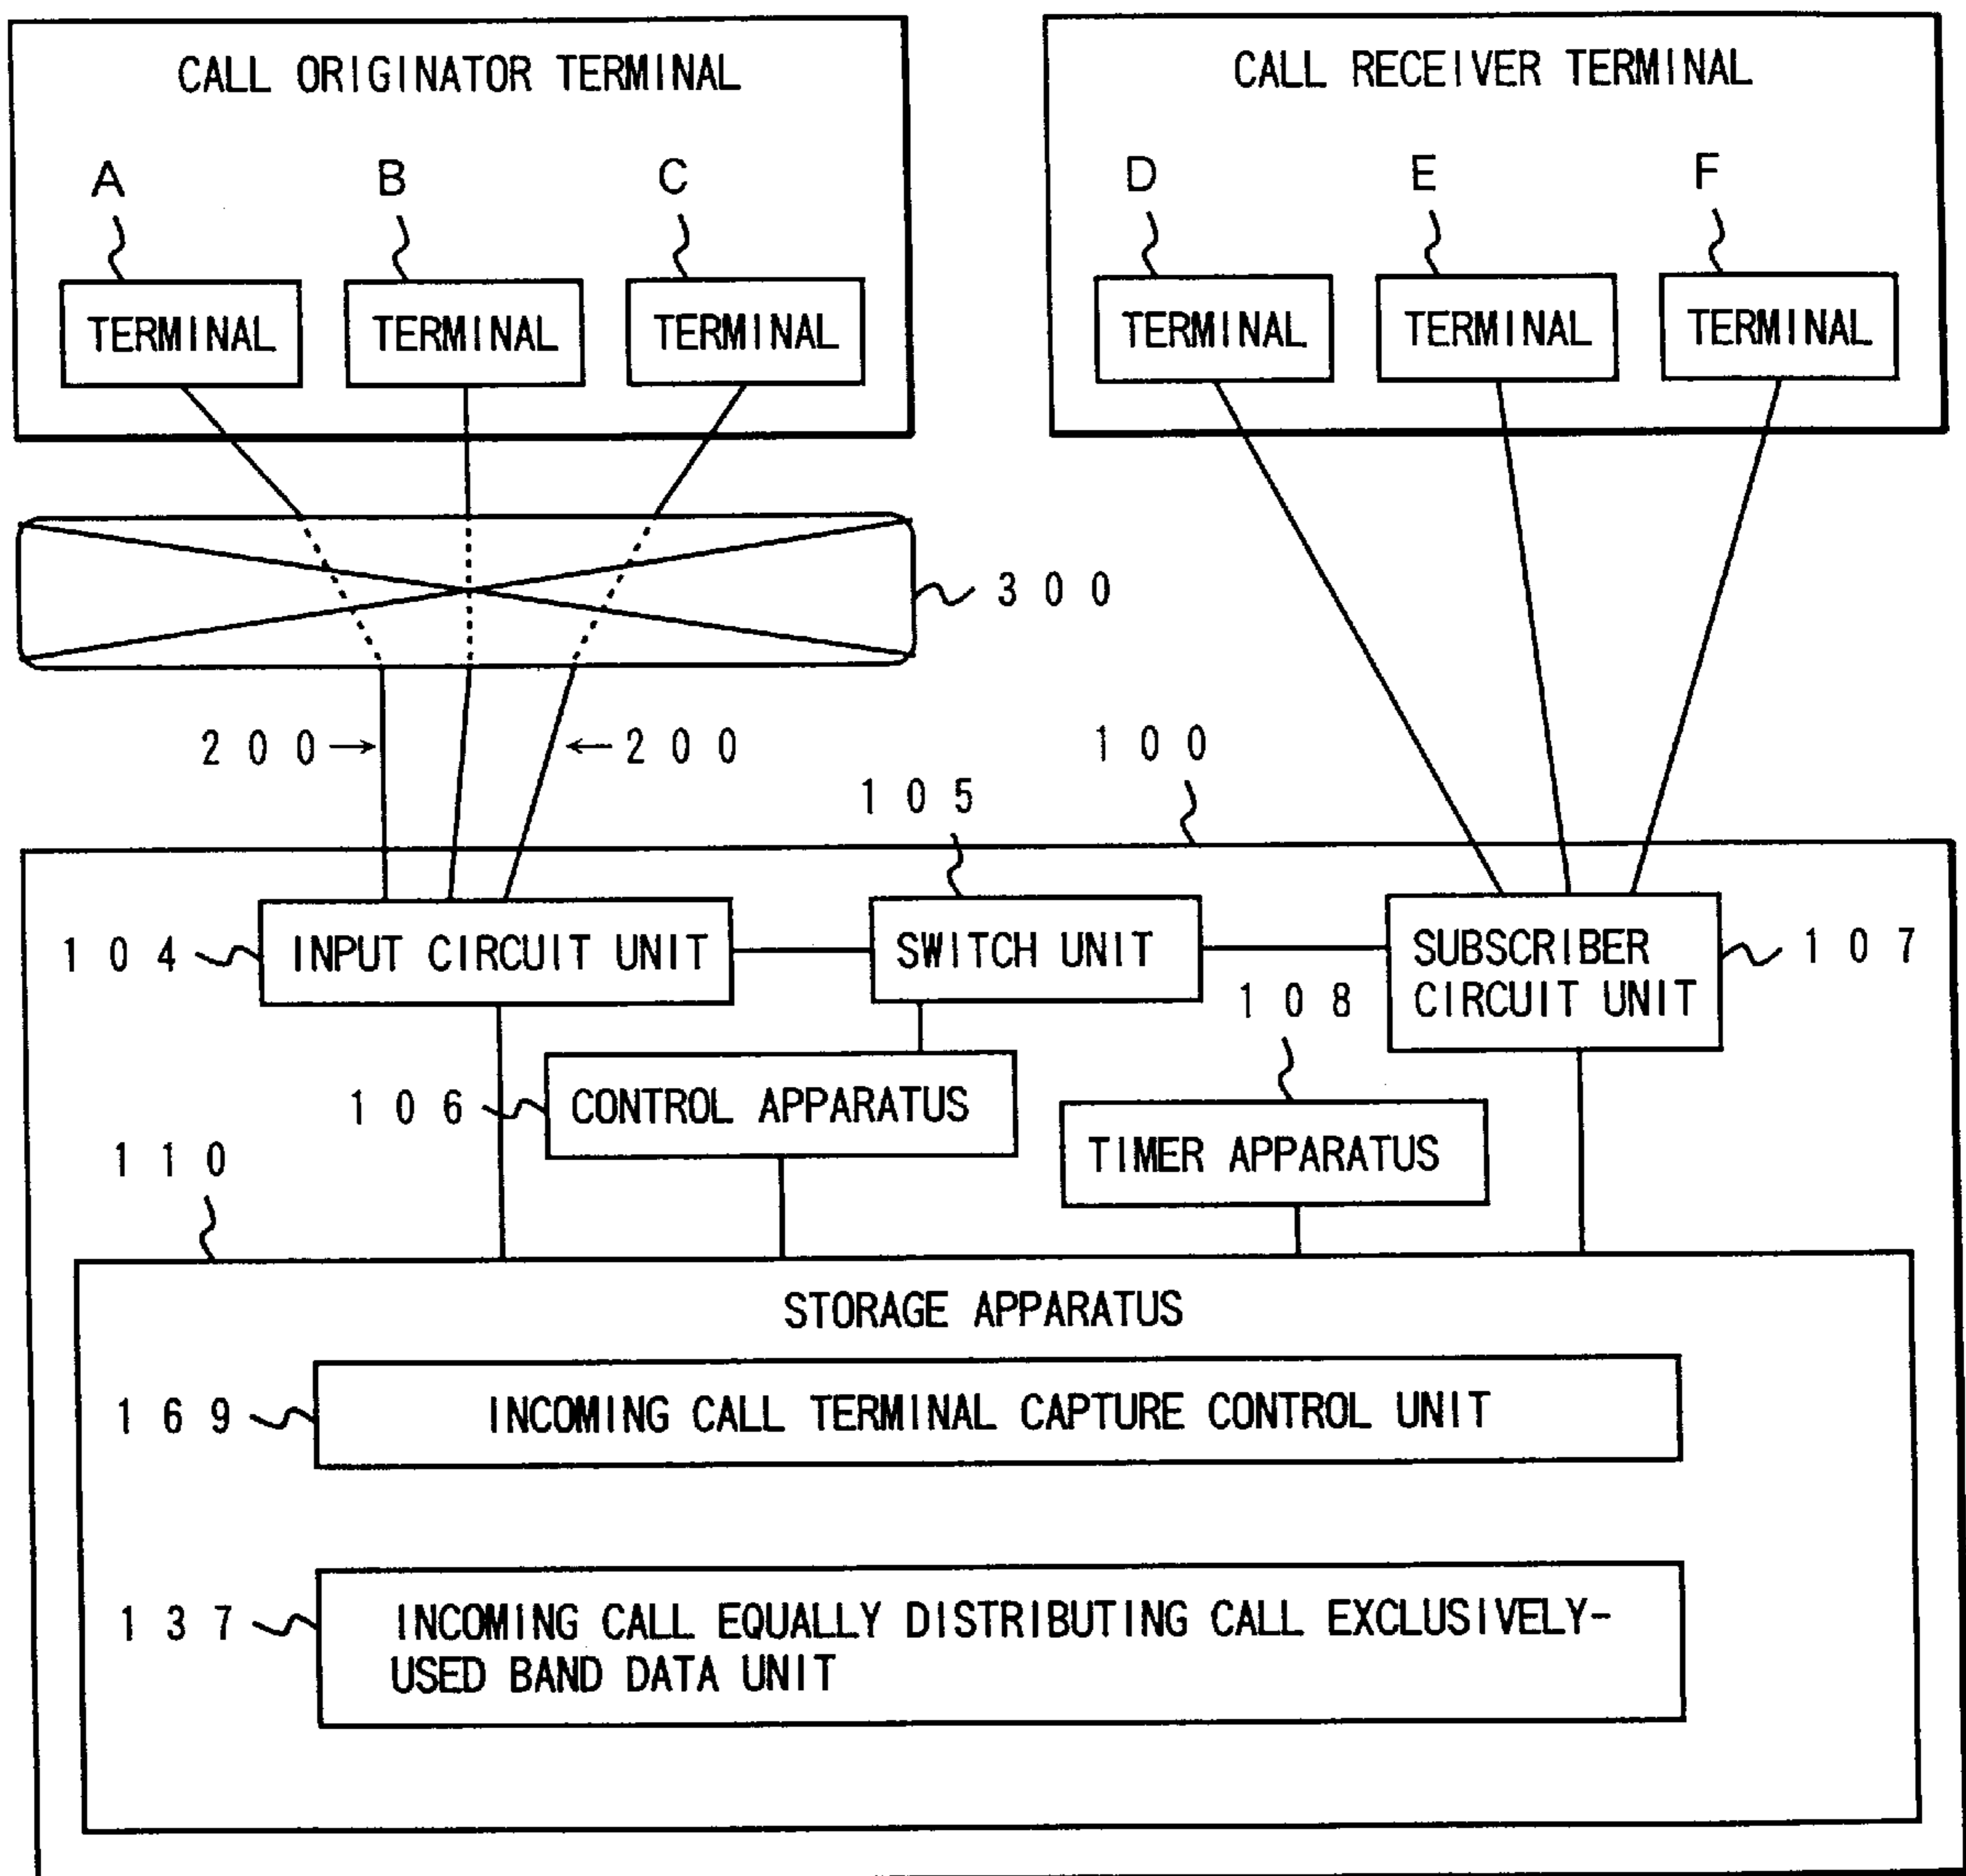 CALL ORIGINATOR TERMINAL
CALL RECEIVER TERMINAL
A
B
C
D
E
F
TERMINAL
TERMINAL
TERMINAL
TERMINAL
TERMINAL
TERMINAL
300
200
200
100
105
104
INPUT CIRCUIT UNIT
SWITCH UNIT
SUBSCRIBER
CIRCUIT UNIT
107
108
106
CONTROL APPARATUS
TIMER APPARATUS
110
STORAGE APPARATUS
169
INCOMING CALL TERMINAL CAPTURE CONTROL UNIT
137
INCOMING CALL EQUALLY DISTRIBUTING CALL EXCLUSIVELY-
USED BAND DATA UNIT